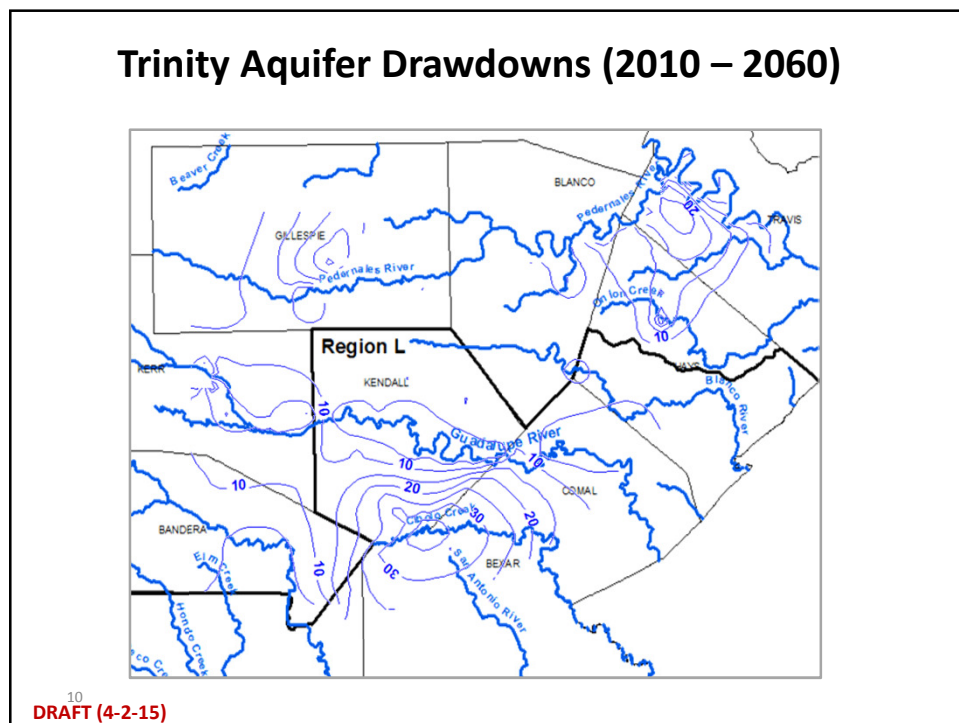 Trinity Aquifer Drawdowns (2010 – 2060)
Beaver Creek
BLANCO
Pedernales River
20
TRAVIS
GILLESPIE
Pedernales River
Onion Creek
10
Region L
KERR
KENDALL
HAYS
Blanco River
10
Guadalupe River
10
10
10
20
COMAL
Cibolo Creek
30
20
BANDERA
Elm Creek
10
30
BEXAR
San Antonio River
Hondo Creek
10
DRAFT (4-2-15)